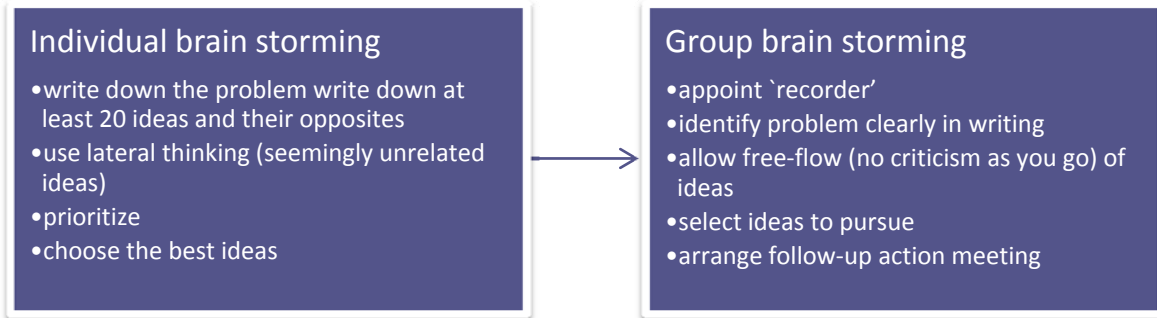 Individual brain storming
•write down the problem write down at
least 20 ideas and their opposites
•use lateral thinking (seemingly unrelated
ideas)
•prioritize
•choose the best ideas
Group brain storming
•appoint `recorder’
•identify problem clearly in writing
•allow free-flow (no criticism as you go) of
ideas
•select ideas to pursue
•arrange follow-up action meeting